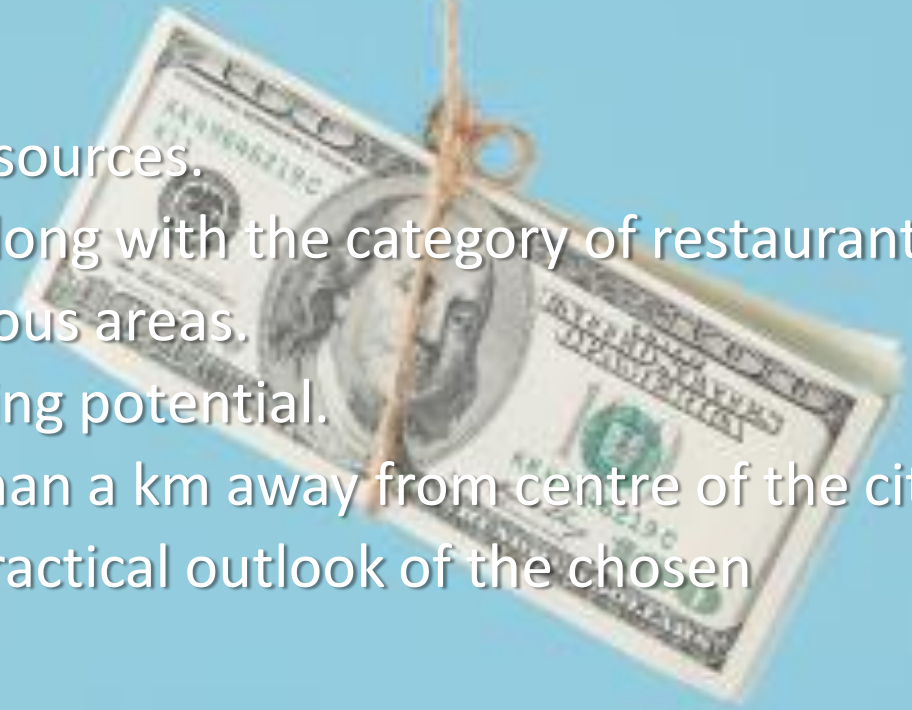 sources.
long with the category of restaurant
ous areas.
ing potential.
han a km away from centre of the cit
ractical outlook of the chosen